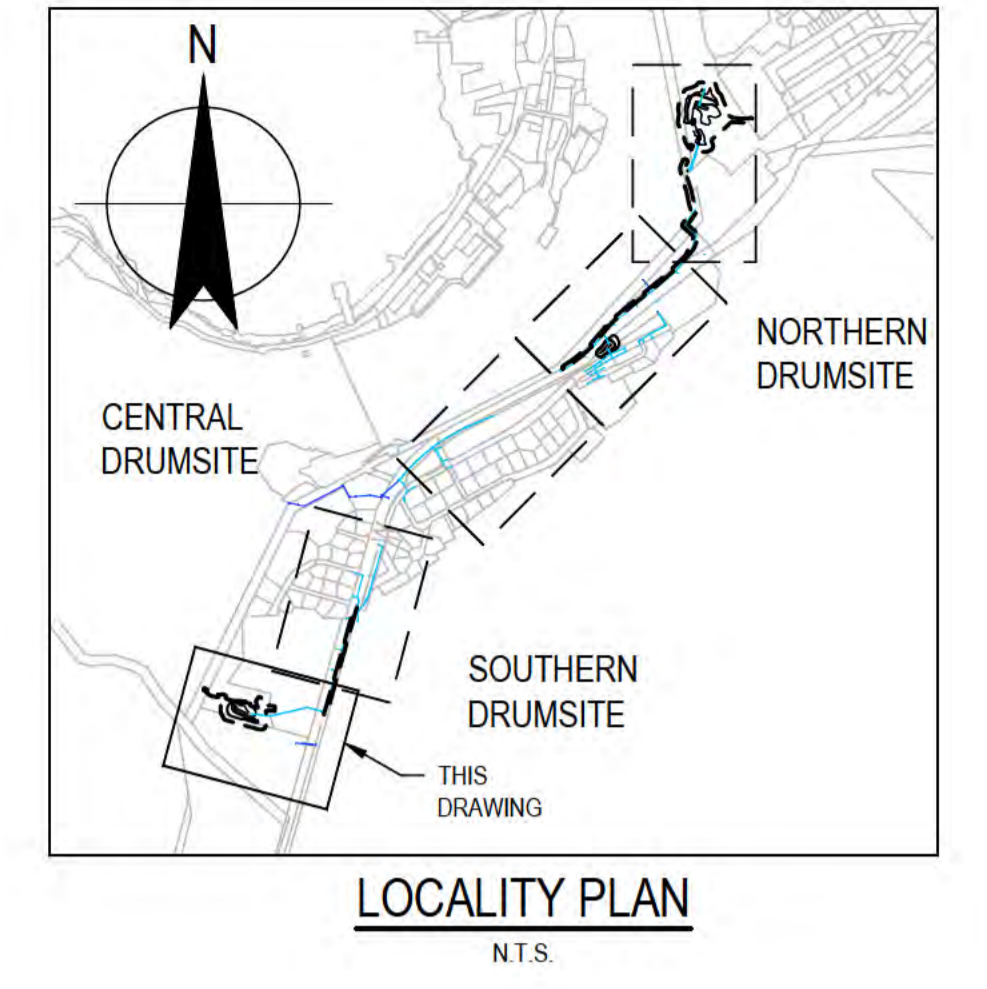 N
NORTHERN
DRUMSITE
CENTRAL
DRUMSITE
SOUTHERN
DRUMSITE
THIS
DRAWING
LOCALITY PLAN
N.T.S.